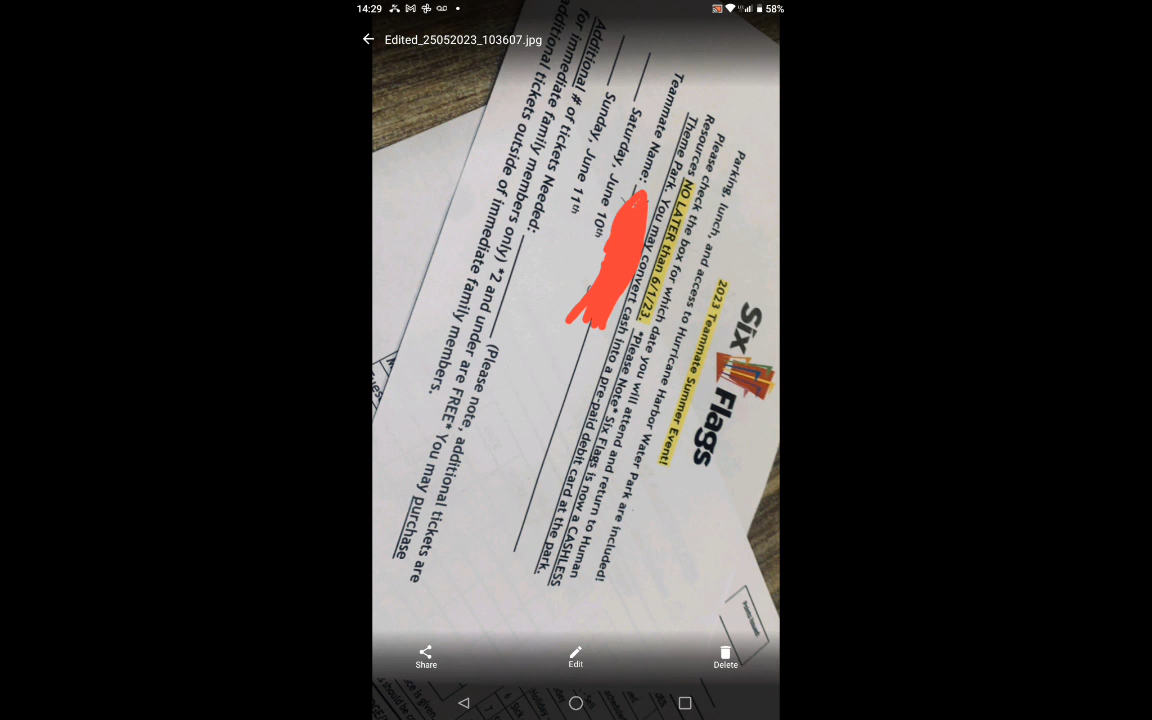 14:29
58%
Edited_25052023_103607.jpg
Six Flags
2023 Teammate Summer Event!
Parking, lunch, and access to Hurricane Harbor Water Park are included!
Please check the box for which date you will attend and return to Human
Resources NO LATER than 6/1/23. *Please Note* Six Flags is now a CASHLESS
Theme Park. You may convert cash into a pre-paid debit card at the park.
Teammate Name:
Saturday, June 10th
Sunday, June 11th
Additional # of tickets Needed: (Please note, additional tickets are
for immediate family members only) *2 and under are FREE* You may purchase
additional tickets outside of immediate family members.
Share
Edit
Delete